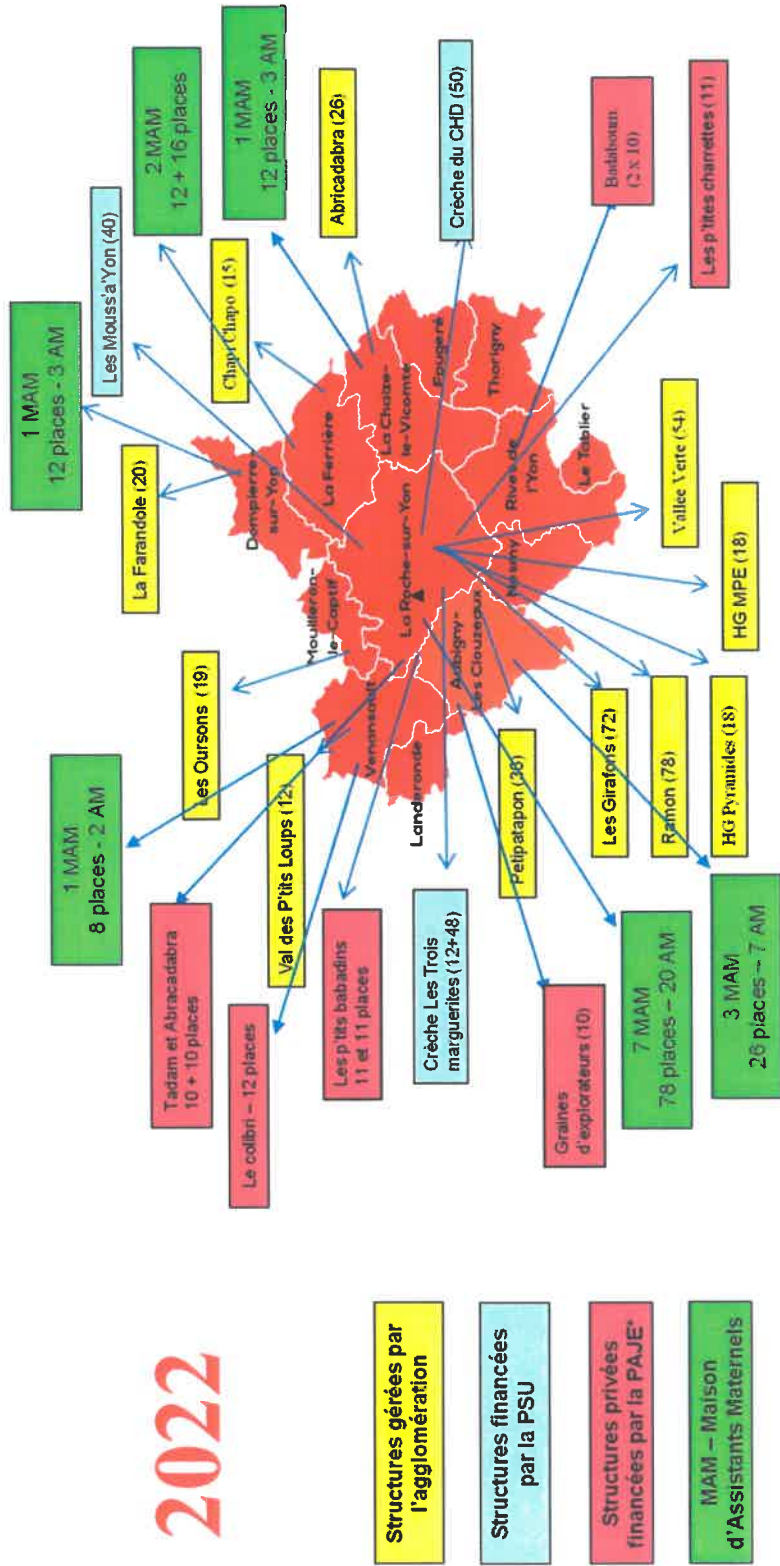 2022
Structures gérées par
l'agglomération
Structures financées
par la PSU
Structures privées
financées par la PAJE*
MAM – Maison
d'Assistants Maternels
1 MAM
8 places - 2 AM
Tadam et Abracadabra
10 + 10 places
Le colibri – 12 places
Val des P'tits Loups (12)
Les p'tits babadins
11 et 11 places
Crèche Les Trois
marguerites (12+48)
Graines
d'explorateurs (10)
7 MAM
78 places – 20 AM
3 MAM
26 places – 7 AM
Les Oursons (19)
La Farandole (20)
1 MAM
12 places - 3 AM
Les Mouss'a'Yon (40)
2 MAM
12 + 16 places
Chapi Chapo (15)
1 MAM
12 places - 3 AM
Abricadabra (26)
Crèche du CHD (50)
Badaboum
(2 x 10)
Les p'tites charrettes (11)
Dompierre
sur-Yon
La Ferrière
Mouilleron-
le-Captif
La Chaize-
le-Vicomté
Fougeré
Thorigny
La Roche-sur-Yon
Venansault
Landeronde
Aubigny-
Les Clouzeaux
Nesmy
Rives de
l'Yon
Le Tablier
Petipatapon (36)
Les Girafons (72)
Ramon (78)
HG Pyramides (18)
HG MPE (18)
Vallée Verte (54)